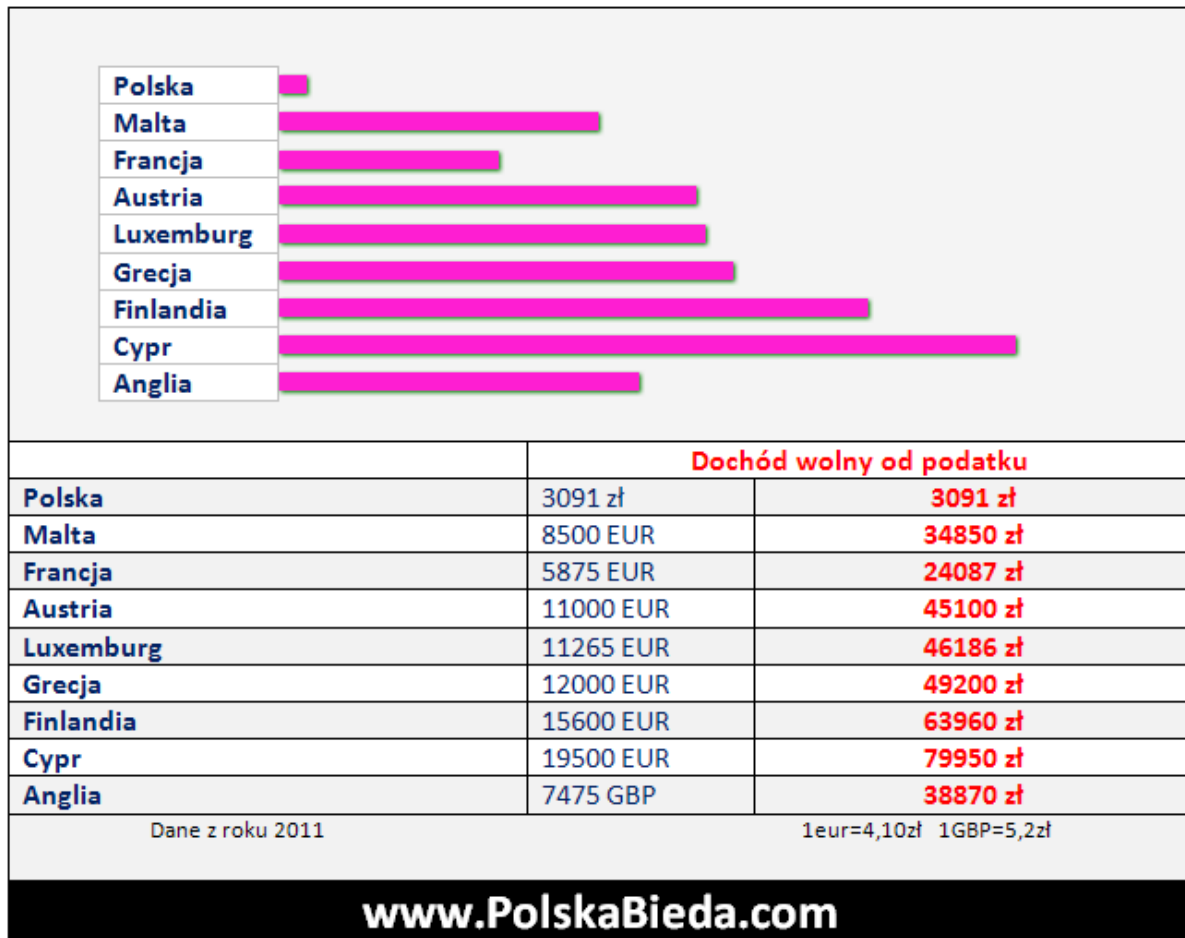 Polska
Malta
Francja
Austria
Luxemburg
Grecja
Finlandia
Cypr
Anglia
Dochód wolny od podatku
Polska 3091 zł 3091 zł
Malta 8500 EUR 34850 zł
Francja 5875 EUR 24087 zł
Austria 11000 EUR 45100 zł
Luxemburg 11265 EUR 46186 zł
Grecja 12000 EUR 49200 zł
Finlandia 15600 EUR 63960 zł
Cypr 19500 EUR 79950 zł
Anglia 7475 GBP 38870 zł
Dane z roku 2011 1eur=4,10zł 1GBP=5,2zł
www.PolskaBieda.com